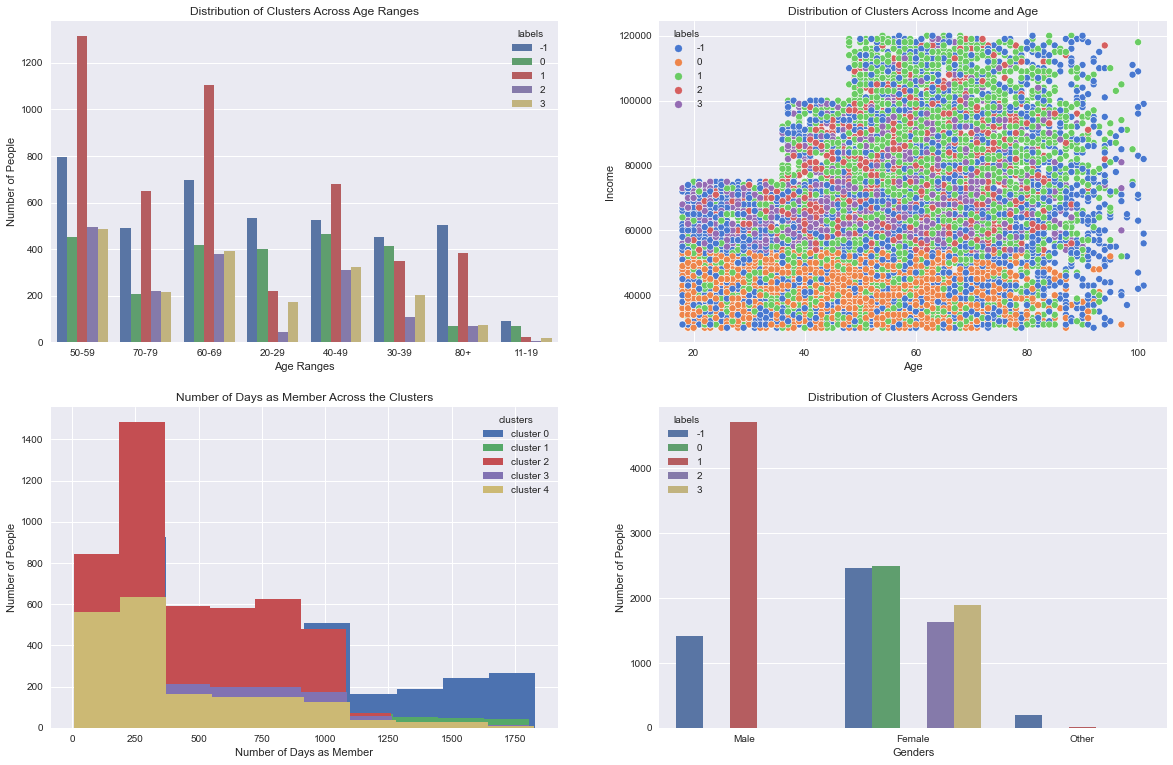 Distribution of Clusters Across Age Ranges
labels
-1
0
1
2
3
1200
1000
800
600
400
200
0
Number of People
50-59 70-79 60-69 20-29 40-49 30-39 80+ 11-19
Age Ranges
Distribution of Clusters Across Income and Age
labels
-1
0
1
2
3
120000
100000
80000
60000
40000
Income
20 40 60 80 100
Age
Number of Days as Member Across the Clusters
clusters
cluster 0
cluster 1
cluster 2
cluster 3
cluster 4
1400
1200
1000
800
600
400
200
0
Number of People
0 250 500 750 1000 1250 1500 1750
Number of Days as Member
Distribution of Clusters Across Genders
labels
-1
0
1
2
3
4000
3000
2000
1000
0
Number of People
Male Female Other
Genders